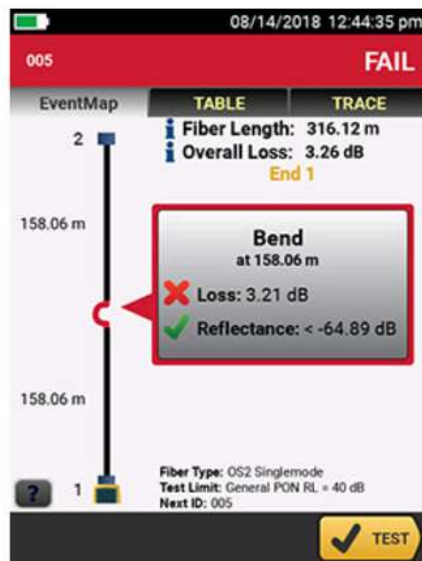 08/14/2018 12:44:35 pm
005 FAIL
EventMap TABLE TRACE
2
i Fiber Length: 316.12 m
i Overall Loss: 3.26 dB
End 1
158.06 m
Bend
at 158.06 m
Loss: 3.21 dB
Reflectance: < -64.89 dB
158.06 m
Fiber Type: OS2 Singlemode
Test Limit: General PON RL = 40 dB
Next ID: 005
? 1
TEST